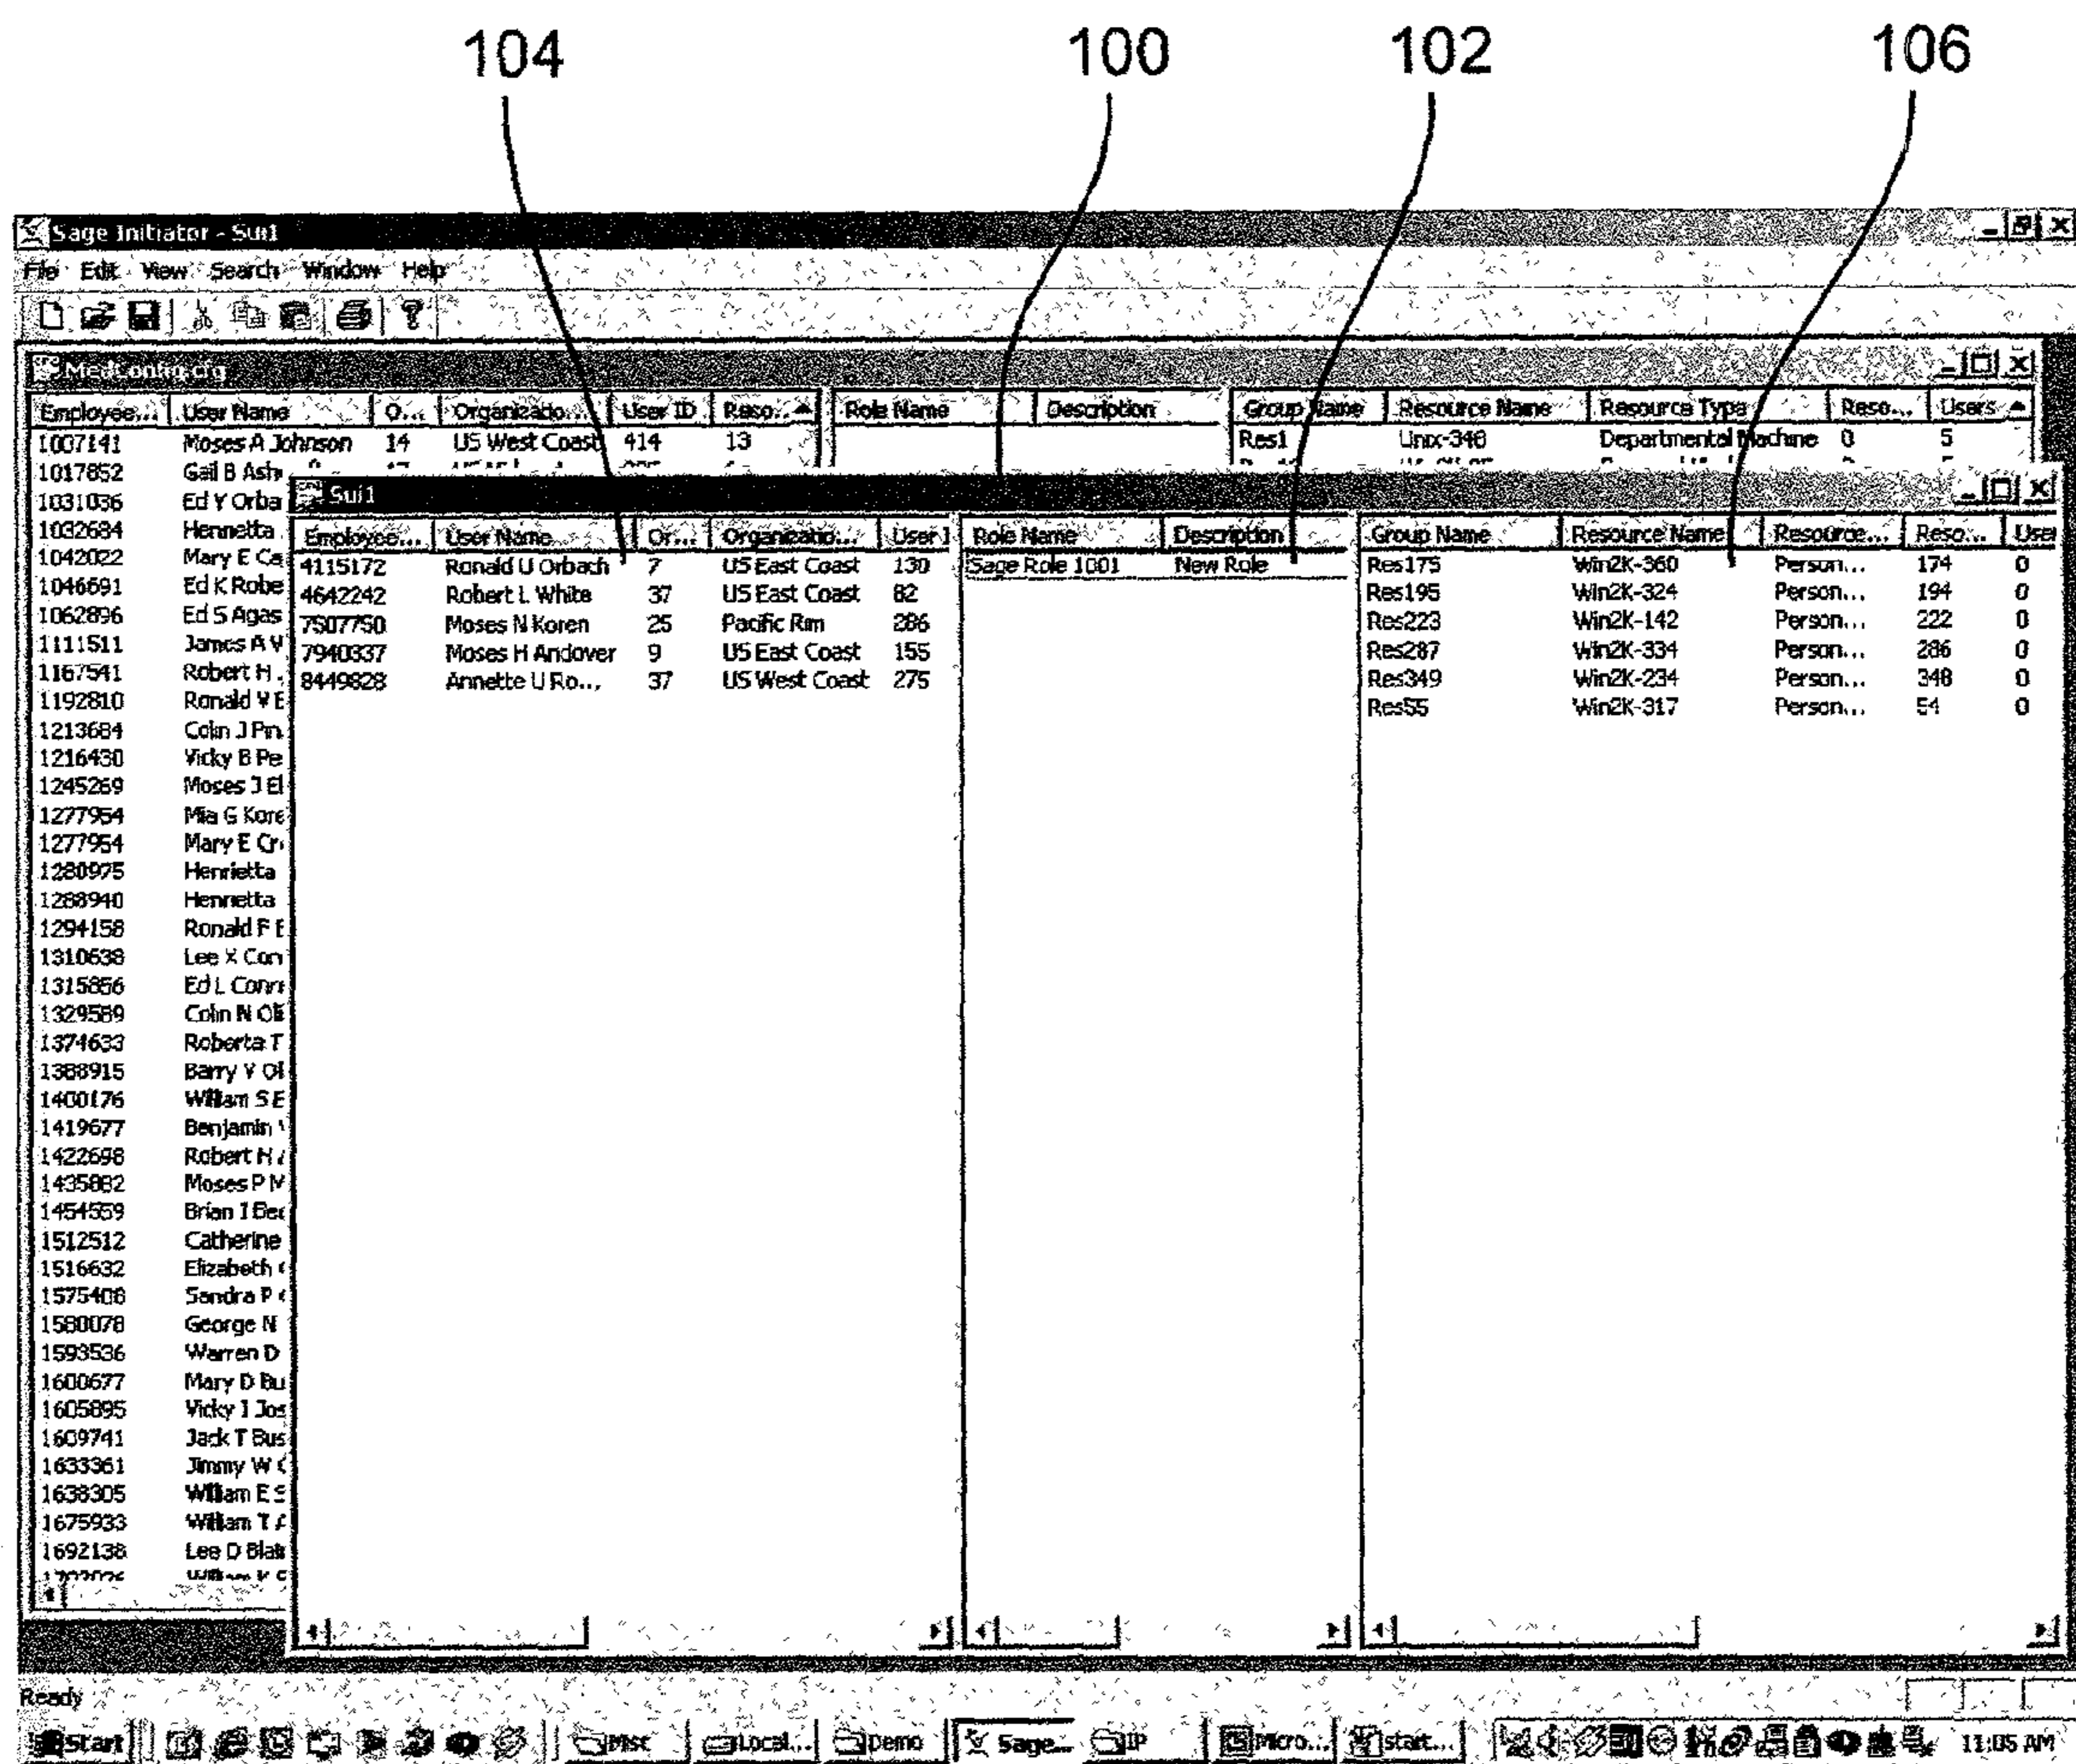 104 100 102 106
Sage Initiator - Sui1
File Edit View Search Window Help
MedConfig.cfg
Employee... User Name O... Organizatio... User ID Reso... Role Name Description Group Name Resource Name Resource Type Reso... Users
1007141 Moses A Johnson 14 US West Coast 414 13 Res1 Unix-348 Departmental Machine 0 5
1017852 Gail B Ash
Sui1
1031036 Ed Y Orba
1032684 Henrietta
Employee... User Name Or... Organizatio... User I Role Name Description Group Name Resource Name Resource... Reso... User
1042022 Mary E Ca
4115172 Ronald U Orbach 7 US East Coast 130 Sage Role 1001 New Role Res175 Win2K-360 Person... 174 0
1046691 Ed K Robe
4642242 Robert L White 37 US East Coast 82 Res195 Win2K-324 Person... 194 0
1062896 Ed S Agas
7507750 Moses N Koren 25 Pacific Rim 286 Res223 Win2K-142 Person... 222 0
1111511 James A V
7940337 Moses H Andover 9 US East Coast 155 Res287 Win2K-334 Person... 286 0
1167541 Robert H
8449828 Annette U Ro... 37 US West Coast 275 Res349 Win2K-234 Person... 348 0
1192810 Ronald V E
Res55 Win2K-317 Person... 54 0
1213684 Colin J Pin
1216430 Vicky B Pe
1245269 Moses J El
1277954 Mia G Kore
1277954 Mary E Cr
1280975 Henrietta
1288940 Henrietta
1294158 Ronald F E
1310638 Lee X Con
1315856 Ed L Conn
1329589 Colin N Oli
1374633 Roberta T
1388915 Barry V Ol
1400176 William S E
1419677 Benjamin
1422698 Robert H
1435882 Moses P M
1454559 Brian I Bec
1512512 Catherine
1516632 Elizabeth
1575408 Sandra P
1580078 George N
1593536 Warren D
1600677 Mary D Bu
1605895 Vicky I Jos
1609741 Jack T Bus
1633361 Jimmy W
1638305 William E S
1675933 William T
1692138 Lee D Blai
Ready
Start Misc Local... Demo Sage... IP Micro... start... 11:05 AM